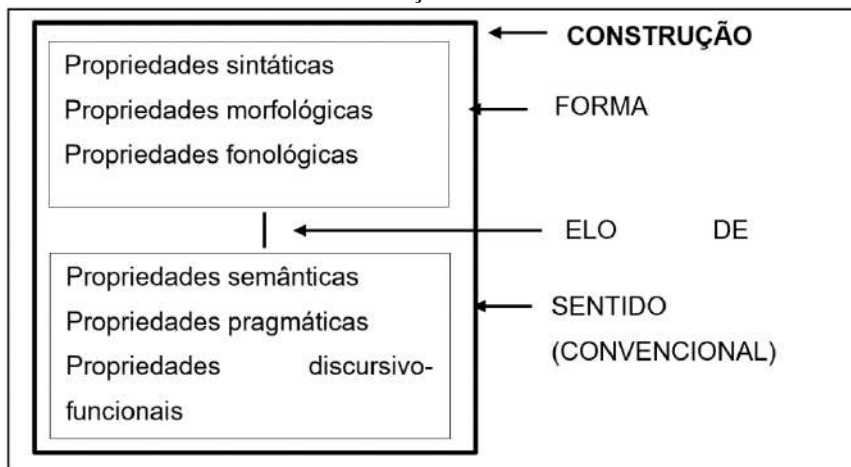 CONSTRUÇÃO
Propriedades sintáticas
Propriedades morfológicas
Propriedades fonológicas
FORMA
ELO DE
Propriedades semânticas
Propriedades pragmáticas
Propriedades discursivo-
funcionais
SENTIDO
(CONVENCIONAL)